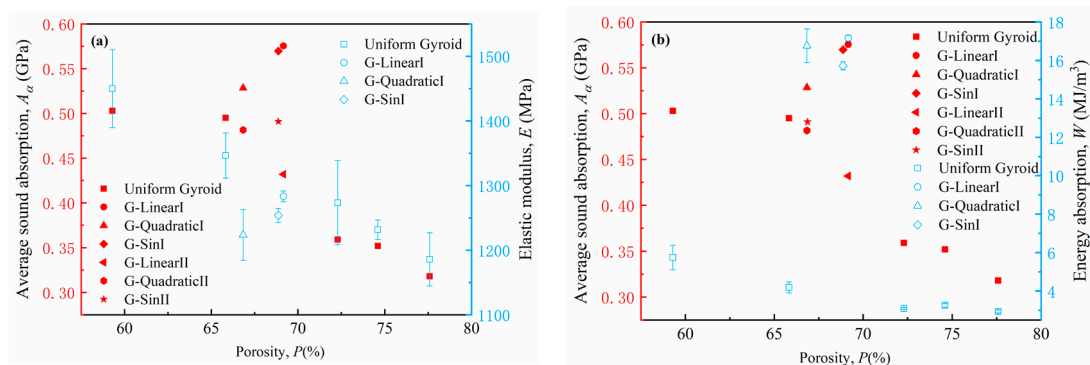 (a)
Average sound absorption, Aα (GPa)
0.60
0.55
0.50
0.45
0.40
0.35
0.30
Uniform Gyroid
G-LinearI
G-QuadraticI
G-SinI
Uniform Gyroid
G-LinearI
G-QuadraticI
G-SinI
G-LinearII
G-QuadraticII
G-SinII
1500
1400
1300
1200
1100
Elastic modulus, E (MPa)
60 65 70 75 80
Porosity, P(%)
(b)
Average sound absorption, Aα (GPa)
0.60
0.55
0.50
0.45
0.40
0.35
0.30
Uniform Gyroid
G-LinearI
G-QuadraticI
G-SinI
G-LinearII
G-QuadraticII
G-SinII
Uniform Gyroid
G-LinearI
G-QuadraticI
G-SinI
18
16
14
12
10
8
6
4
Energy absorption, W (MJ/m³)
60 65 70 75 80
Porosity, P(%)